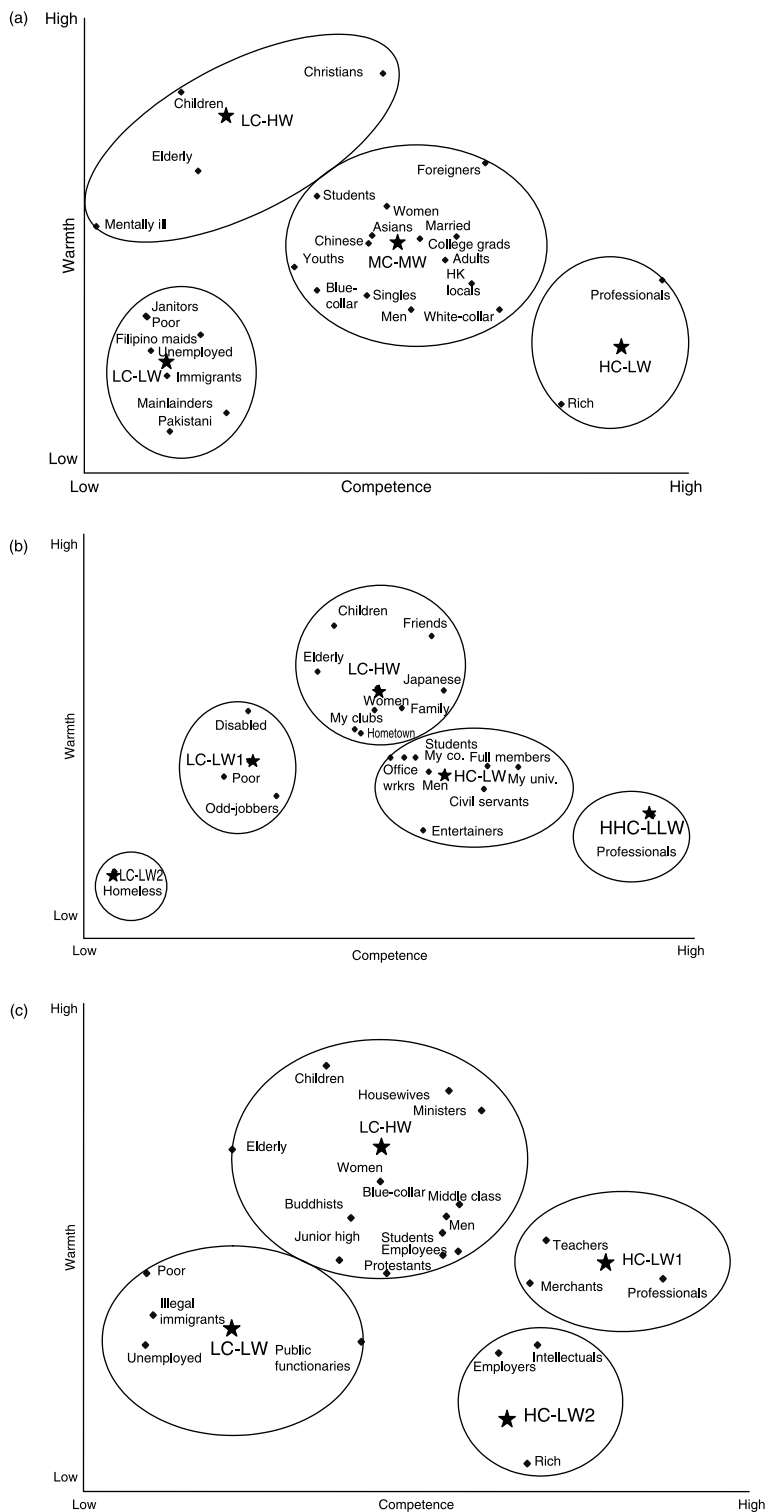 (a)
High
Christians
Children
LC-HW
Elderly
Foreigners
Students
Women
Asians
Married
Chinese
College grads
Mentally ill
Warmth
MC-MW
Adults
Youths
HK
locals
Blue-
collar
Singles
Men
White-collar
Professionals
HC-LW
Rich
Janitors
Poor
Filipino maids
Unemployed
LC-LW
Immigrants
Mainlainders
Pakistani
Low
Low
Competence
High
(b)
High
Children
Friends
Elderly
LC-HW
Japanese
Women
Family
My clubs
Hometown
Disabled
Warmth
LC-LW1
Poor
Odd-jobbers
Students
My co.
Full members
Office
wrkrs
Men
HC-LW
My univ.
Civil servants
Entertainers
HHC-LLW
Professionals
LC-LW2
Homeless
Low
Low
Competence
High
(c)
High
Children
Housewives
Ministers
LC-HW
Elderly
Women
Blue-collar
Middle class
Buddhists
Men
Junior high
Students
Employees
Protestants
Warmth
Teachers
HC-LW1
Merchants
Professionals
Poor
Illegal
immigrants
LC-LW
Unemployed
Public
functionaries
Employers
Intellectuals
HC-LW2
Rich
Low
Low
Competence
High